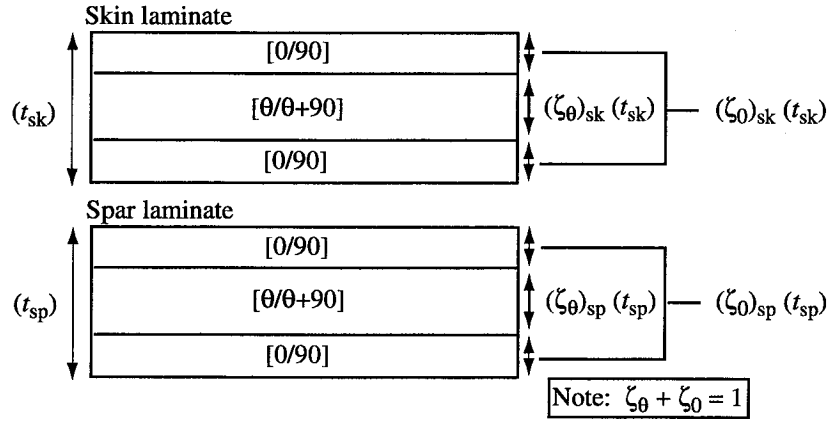 Skin laminate
[0/90]
(t_sk)
[θ/θ+90]
(ζ_θ)_sk (t_sk)
(ζ_0)_sk (t_sk)
[0/90]
Spar laminate
[0/90]
(t_sp)
[θ/θ+90]
(ζ_θ)_sp (t_sp)
(ζ_0)_sp (t_sp)
[0/90]
Note: ζ_θ + ζ_0 = 1